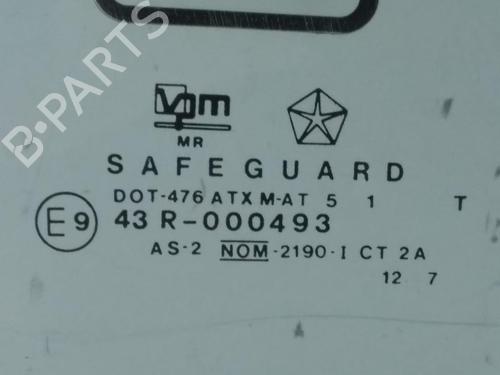 B-PARTS
vpm
MR
SAFEGUARD
DOT-476 ATX M-AT 5 1 T
E9 43 R-000493
AS-2 NOM-2190-I CT 2A
12 7